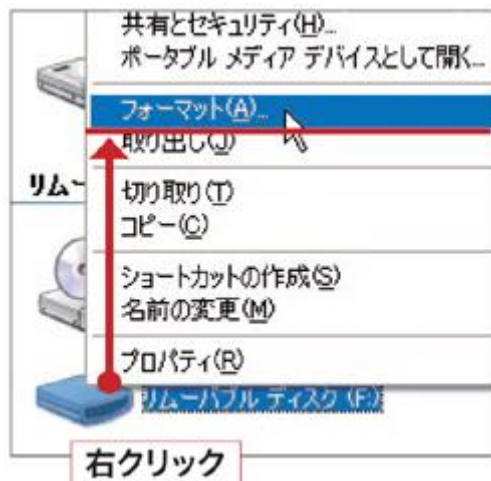 共有とセキュリティ(H)...
ポータブル メディア デバイスとして開く...
フォーマット(A)...
取り出し(J)
リムー
切り取り(T)
コピー(C)
ショートカットの作成(S)
名前の変更(M)
プロパティ(R)
リムーバブル ディスク (F:)
右クリック